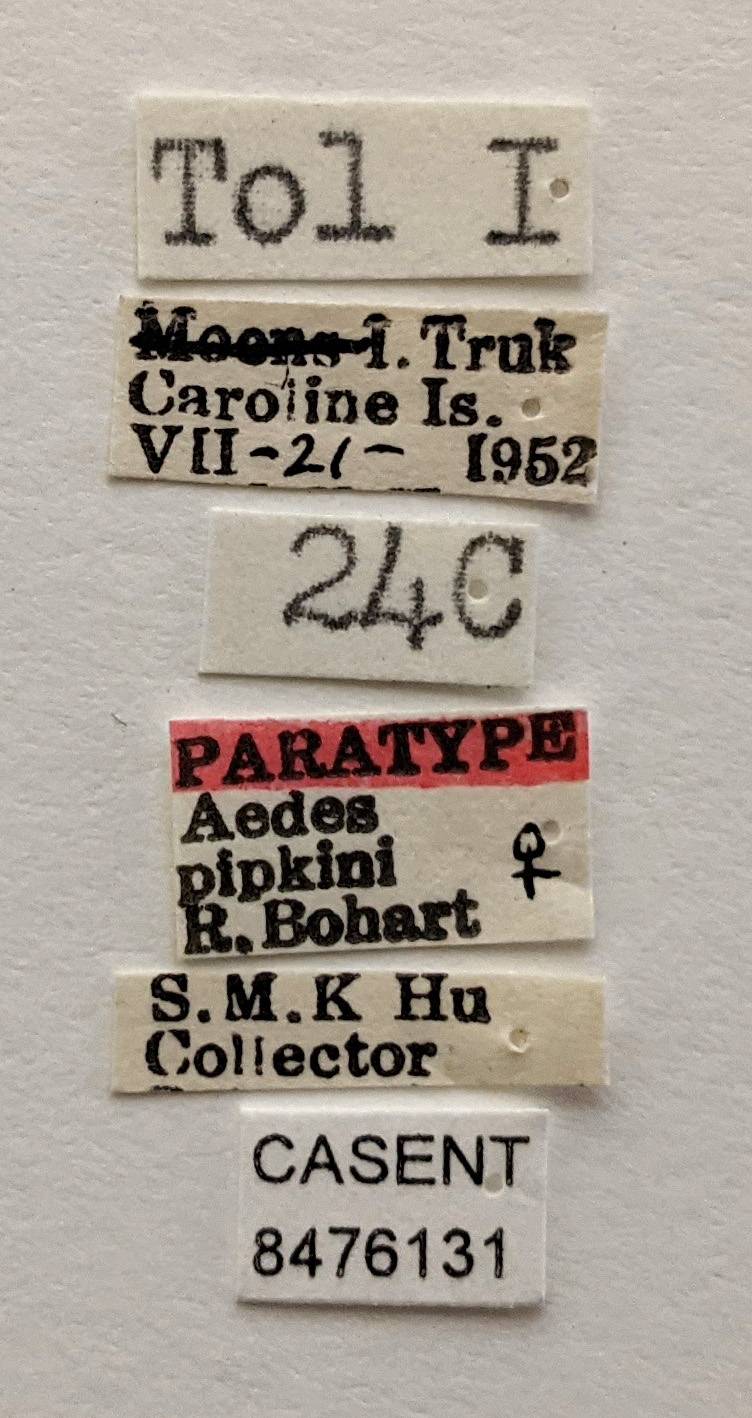 Tol I
Moens I. Truk
Caroline Is.
VII-21- 1952
24C
PARATYPE
Aedes
pipkini ♀
R. Bohart
S.M.K Hu
Collector
CASENT
8476131